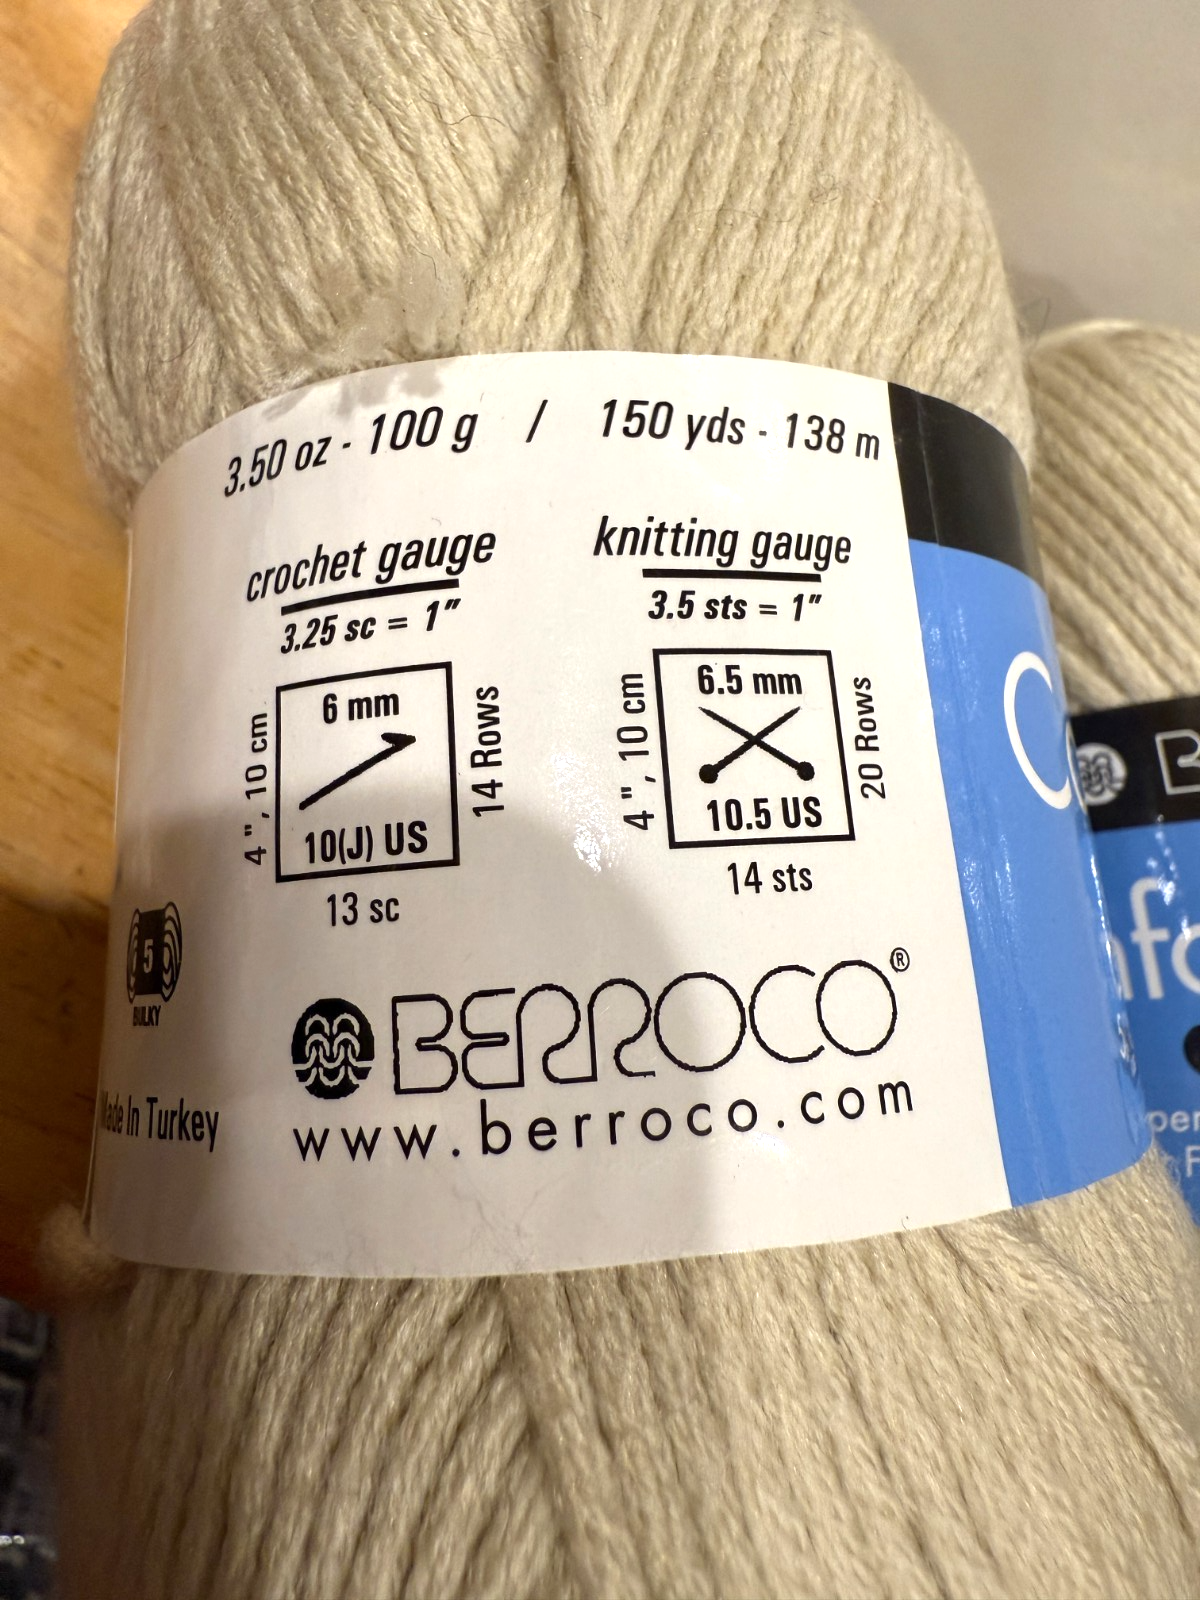 3.50 oz - 100 g / 150 yds - 138 m
crochet gauge
3.25 sc = 1"
4 ", 10 cm
6 mm
10(J) US
14 Rows
13 sc
knitting gauge
3.5 sts = 1"
4 ", 10 cm
6.5 mm
10.5 US
20 Rows
14 sts
5
BULKY
Made In Turkey
BERROCO®
www.berroco.com